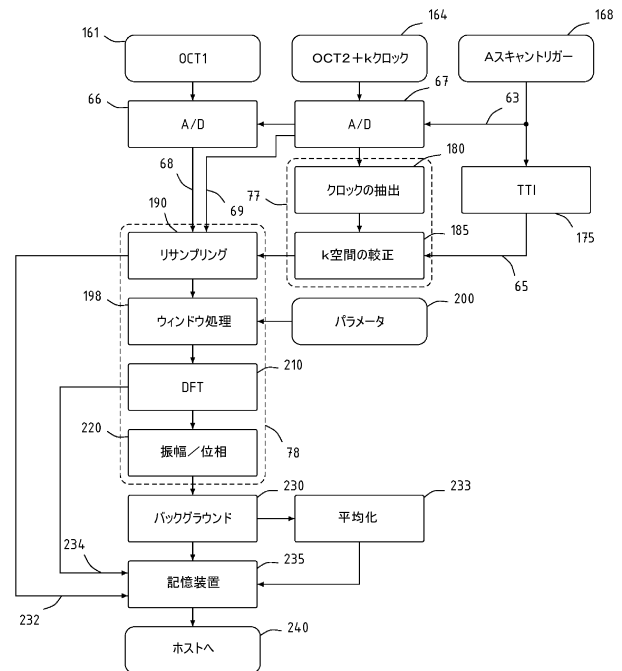 161
164
168
OCT1
OCT2+kクロック
Aスキャントリガー
66
67
63
A/D
A/D
180
68
77
クロックの抽出
TTI
69
190
185
175
リサンプリング
k空間の較正
65
198
200
ウィンドウ処理
パラメータ
210
DFT
220
振幅/位相
78
230
233
バックグラウンド
平均化
234
235
記憶装置
232
240
ホストへ